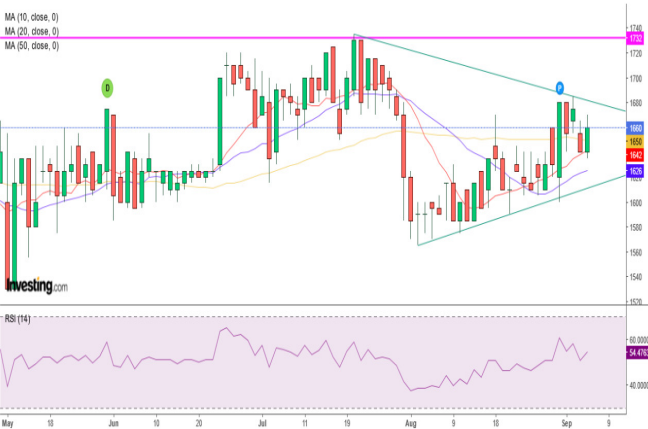 MA (10, close, 0)
MA (20, close, 0)
MA (50, close, 0)
D
P
1740
1732
1720
1700
1680
1660
1650
1642
1626
1600
1580
1560
1540
1520
Investing.com
RSI (14)
60.0000
54.4763
40.0000
May
Jun
10
20
Jul
10
19
Aug
9
18
Sep
9